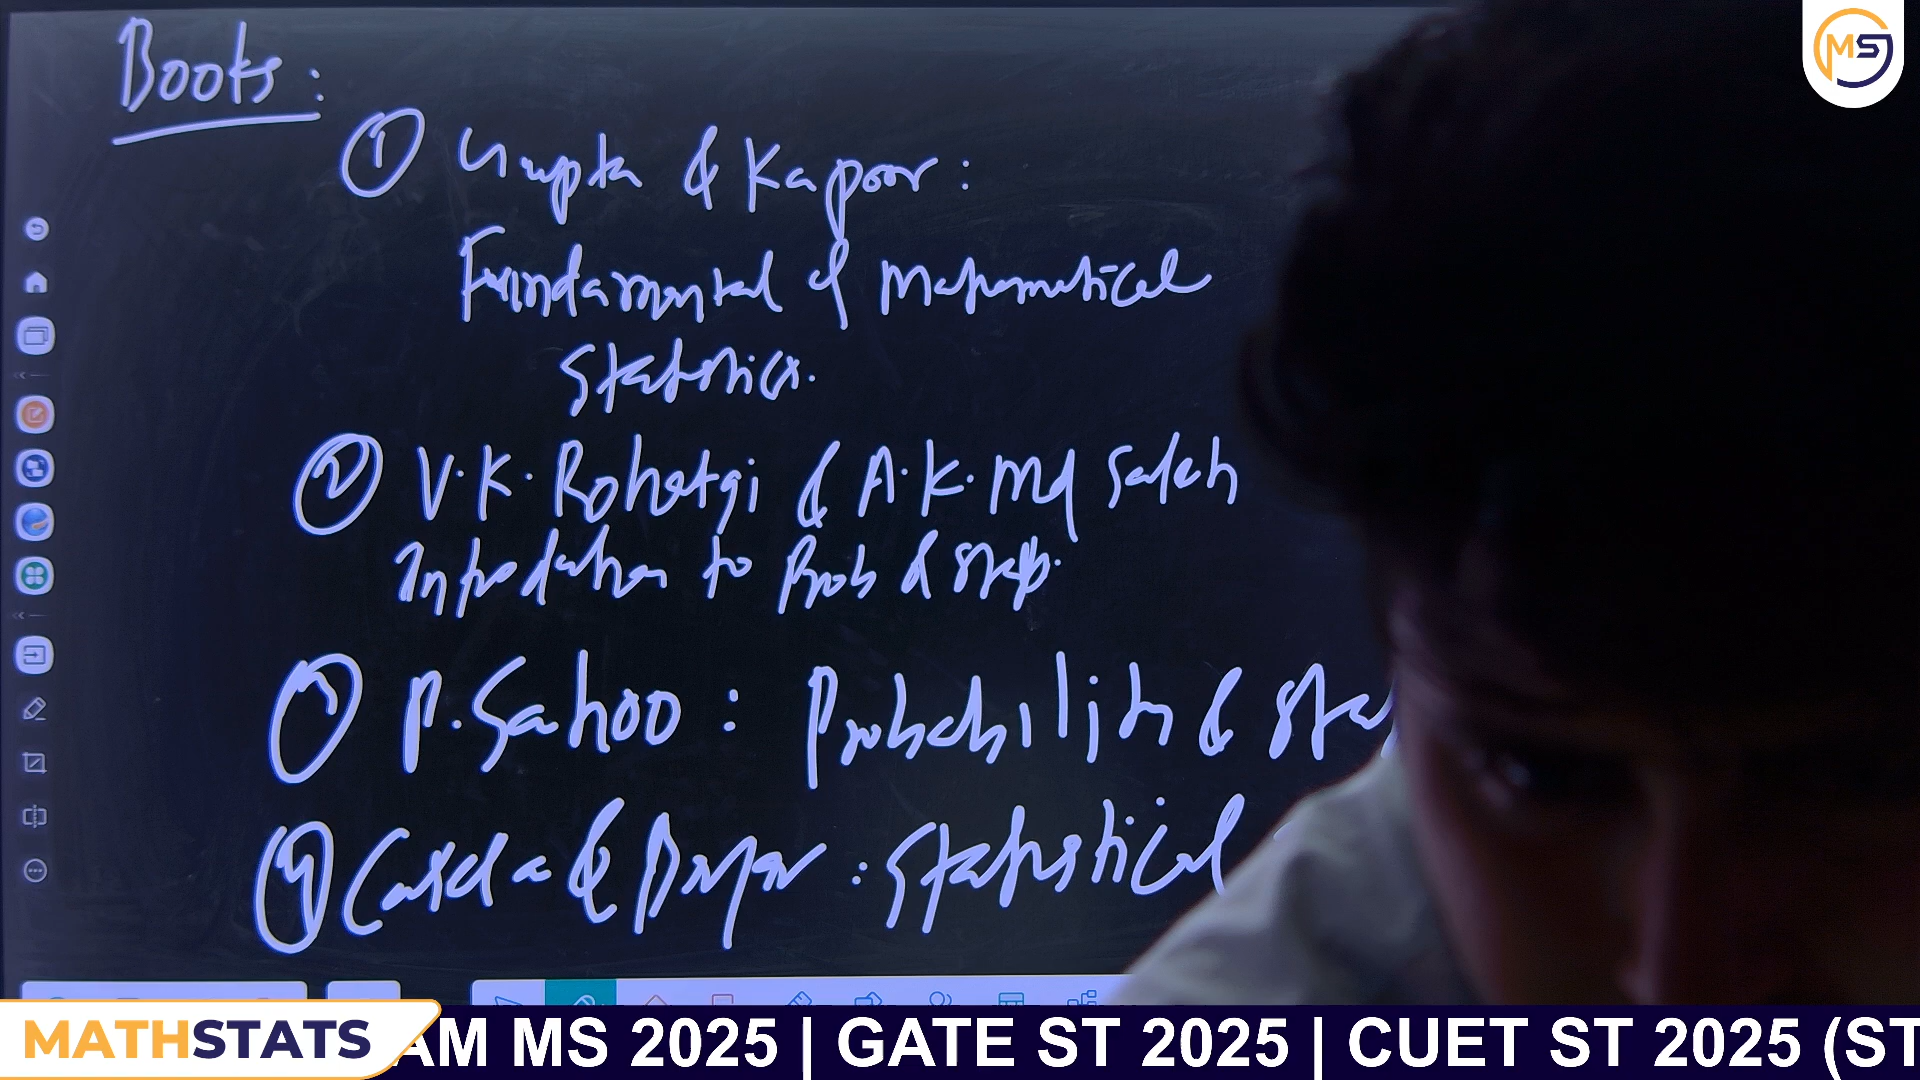 Books:
MS
① Gupta & Kapoor:
Fundamental of Mathematical
Statistics.
② V.K. Rohatgi & A.K. Md Saleh
Introduction to Prob & Stats.
③ P. Sahoo: Probability & Sta
④ Casella & Berger: Statistical
MATHSTATS
AM MS 2025 | GATE ST 2025 | CUET ST 2025 (ST